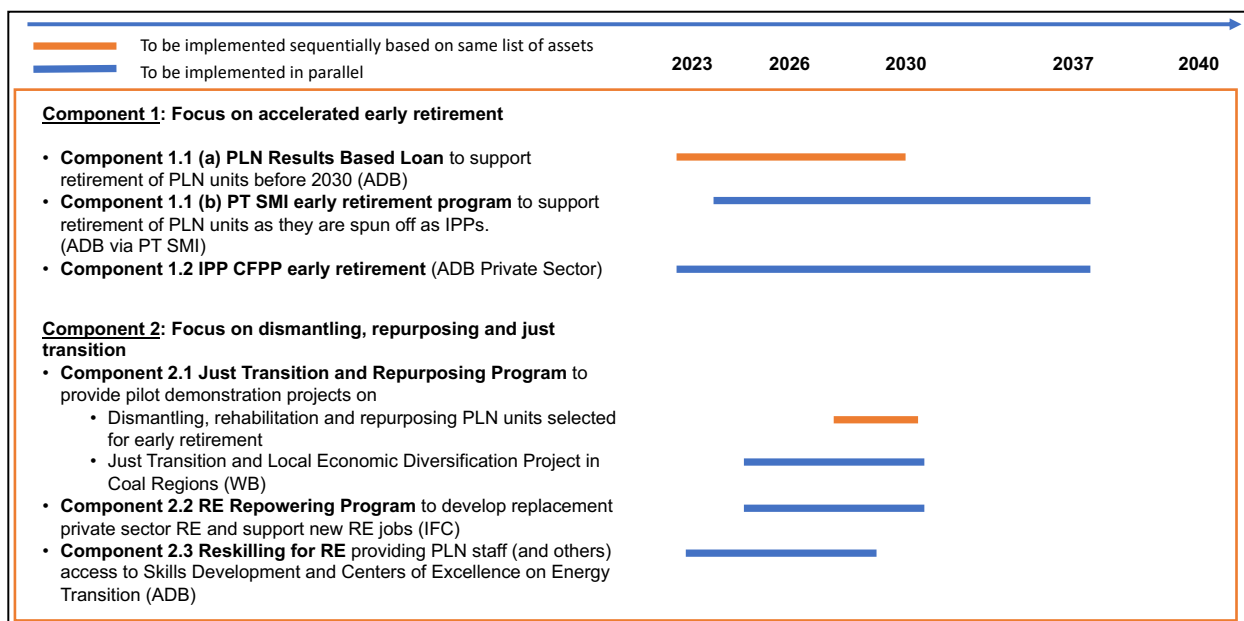 To be implemented sequentially based on same list of assets
To be implemented in parallel
2023 2026 2030 2037 2040
Component 1: Focus on accelerated early retirement
• Component 1.1 (a) PLN Results Based Loan to support
retirement of PLN units before 2030 (ADB)
• Component 1.1 (b) PT SMI early retirement program to support
retirement of PLN units as they are spun off as IPPs.
(ADB via PT SMI)
• Component 1.2 IPP CFPP early retirement (ADB Private Sector)
Component 2: Focus on dismantling, repurposing and just
transition
• Component 2.1 Just Transition and Repurposing Program to
provide pilot demonstration projects on
• Dismantling, rehabilitation and repurposing PLN units selected
for early retirement
• Just Transition and Local Economic Diversification Project in
Coal Regions (WB)
• Component 2.2 RE Repowering Program to develop replacement
private sector RE and support new RE jobs (IFC)
• Component 2.3 Reskilling for RE providing PLN staff (and others)
access to Skills Development and Centers of Excellence on Energy
Transition (ADB)